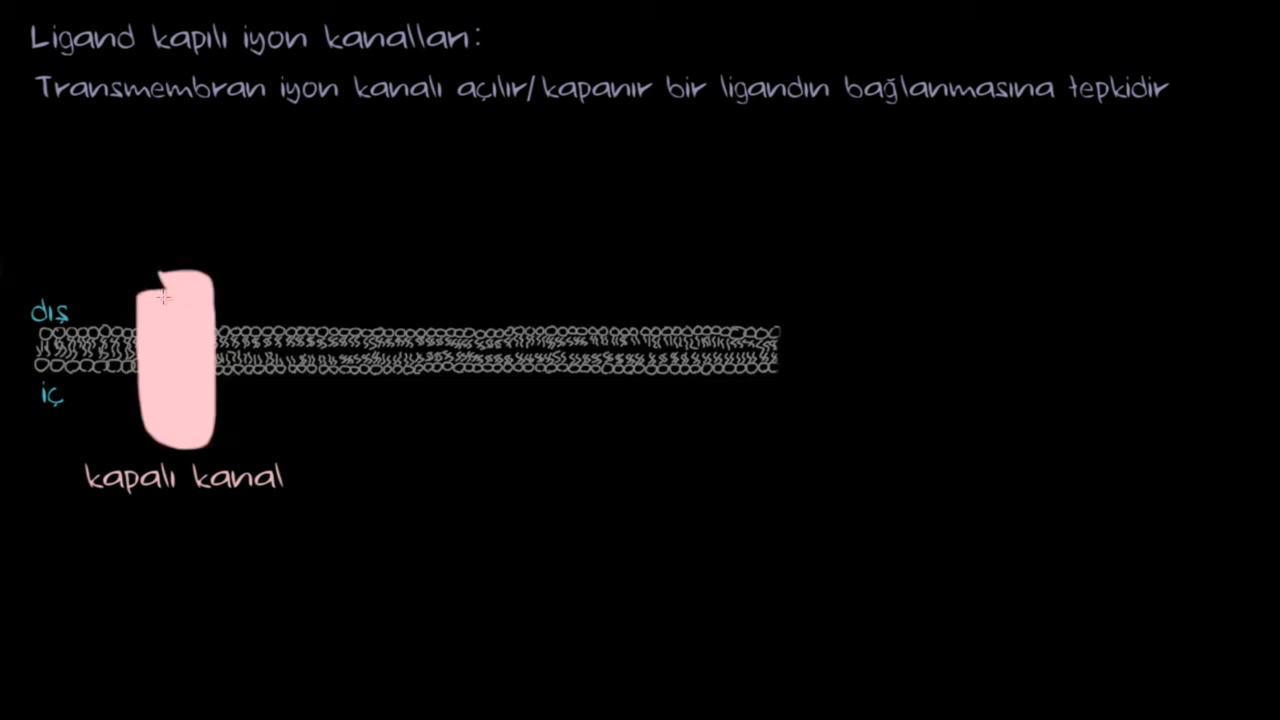 Ligand kapılı iyon kanalları:
Transmembran iyon kanalı açılır/kapanır bir ligandın bağlanmasına tepkidir
dış
iç
kapalı kanal